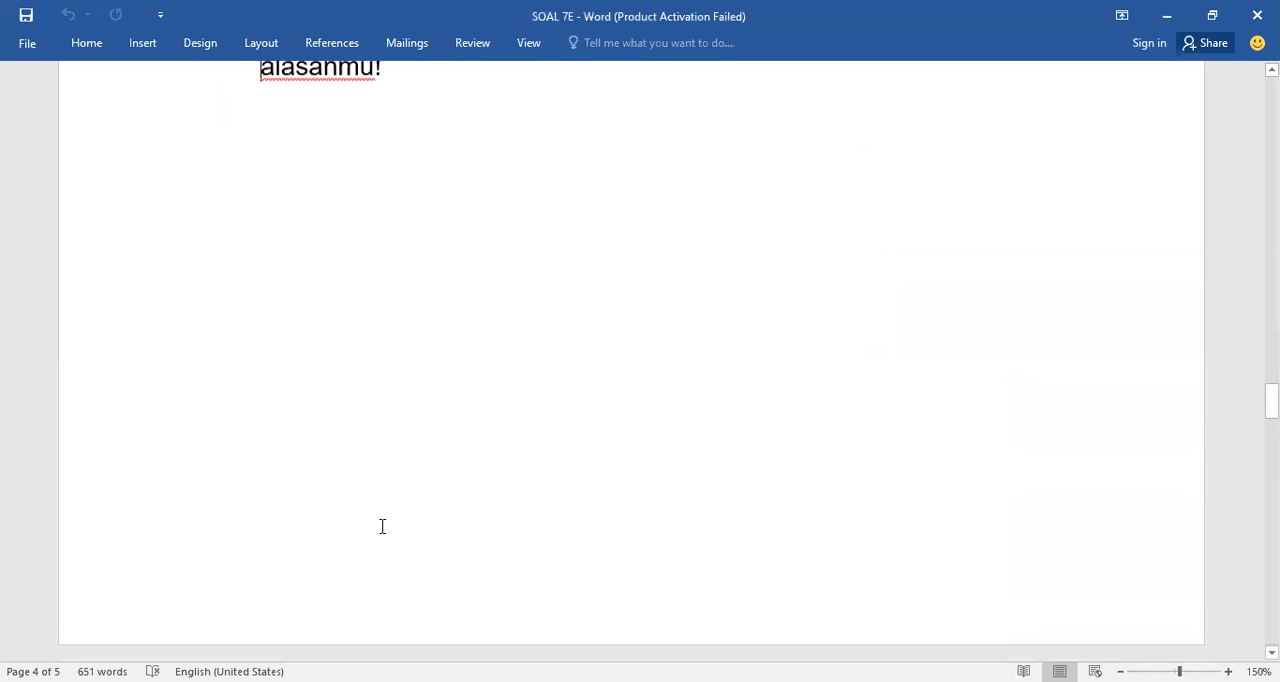 SOAL 7E - Word (Product Activation Failed)
File Home Insert Design Layout References Mailings Review View Tell me what you want to do.... Sign in Share
alasanmu!
Page 4 of 5 651 words English (United States) 150%